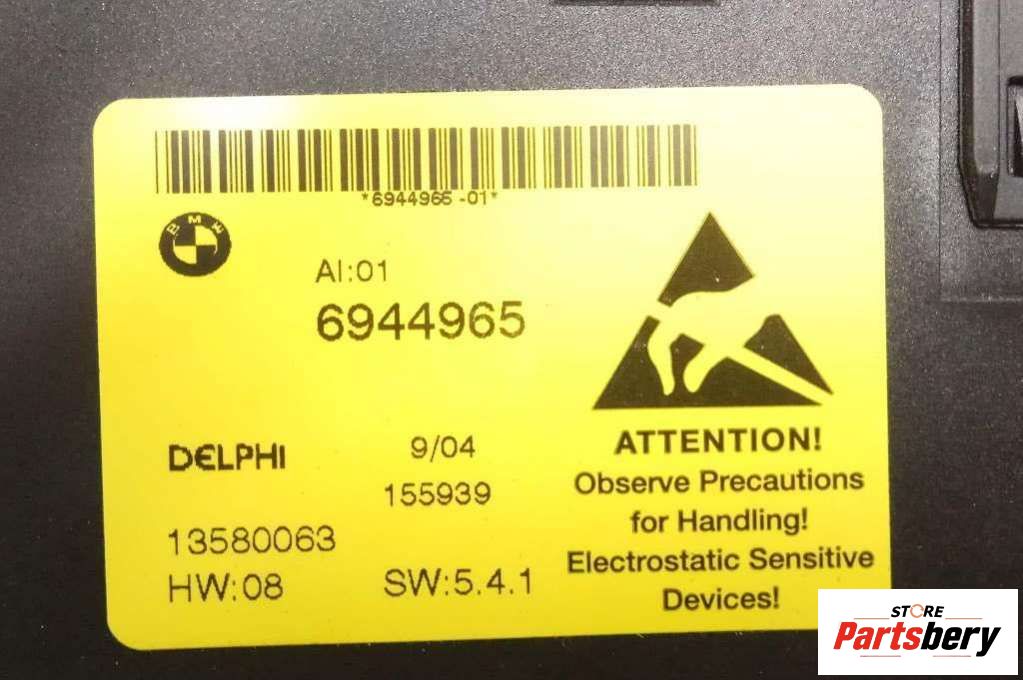 *6944965 -01*
BMW
AI:01
6944965
DELPHI
9/04
155939
13580063
HW:08
SW:5.4.1
ATTENTION!
Observe Precautions
for Handling!
Electrostatic Sensitive
Devices!
STORE
Partsbery